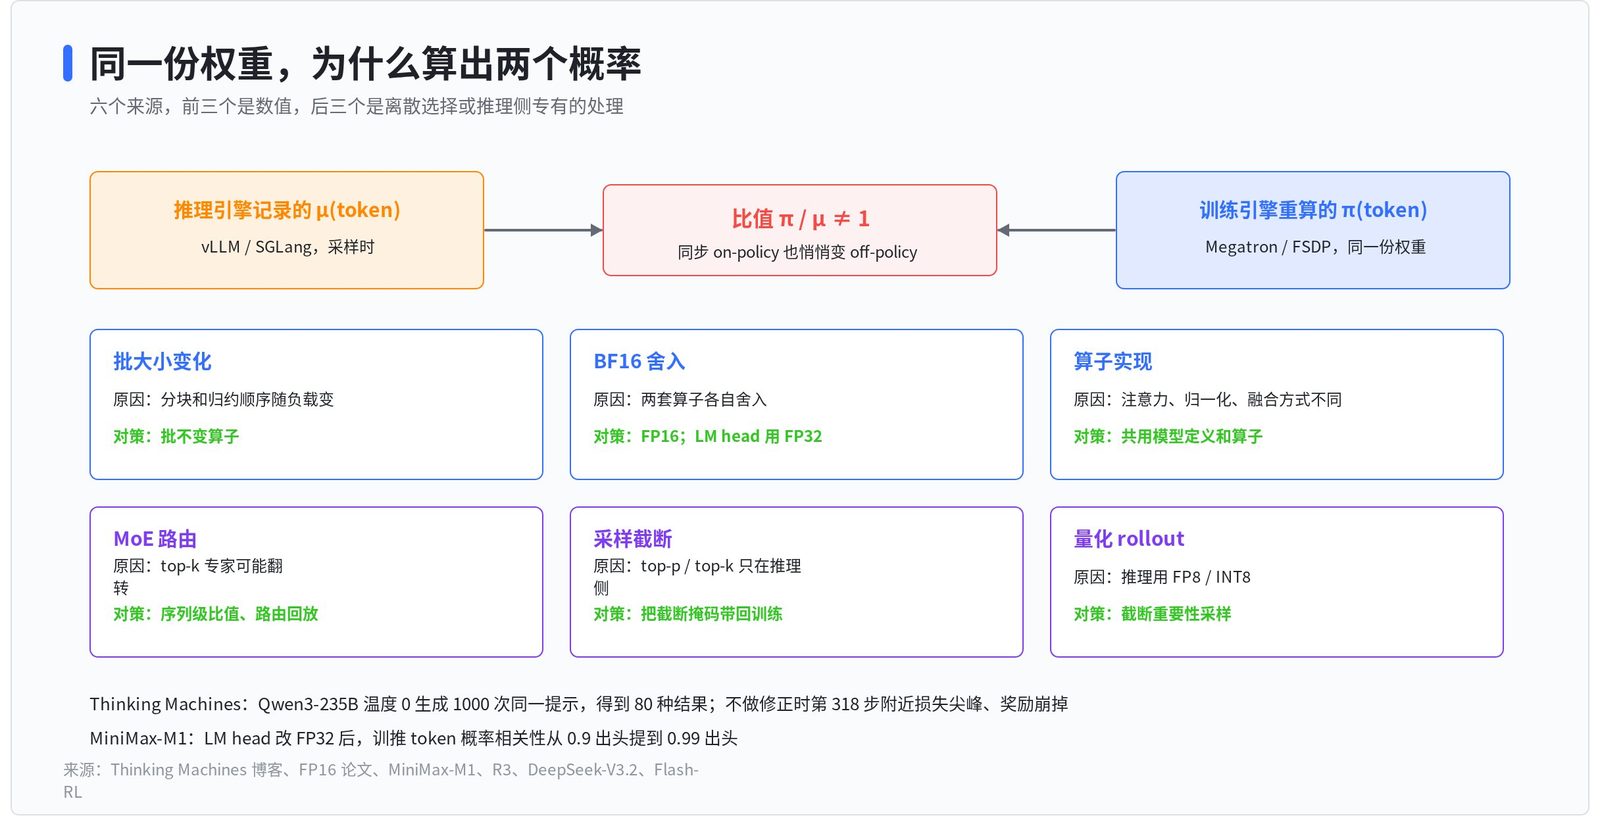 同一份权重，为什么算出两个概率
六个来源，前三个是数值，后三个是离散选择或推理侧专有的处理
推理引擎记录的 μ(token)
vLLM / SGLang，采样时
比值 π / μ ≠ 1
同步 on-policy 也悄悄变 off-policy
训练引擎重算的 π(token)
Megatron / FSDP，同一份权重
批大小变化
原因：分块和归约顺序随负载变
对策：批不变算子
BF16 舍入
原因：两套算子各自舍入
对策：FP16；LM head 用 FP32
算子实现
原因：注意力、归一化、融合方式不同
对策：共用模型定义和算子
MoE 路由
原因：top-k 专家可能翻
转
对策：序列级比值、路由回放
采样截断
原因：top-p / top-k 只在推理
侧
对策：把截断掩码带回训练
量化 rollout
原因：推理用 FP8 / INT8
对策：截断重要性采样
Thinking Machines：Qwen3-235B 温度 0 生成 1000 次同一提示，得到 80 种结果；不做修正时第 318 步附近损失尖峰、奖励崩掉
MiniMax-M1：LM head 改 FP32 后，训推 token 概率相关性从 0.9 出头提到 0.99 出头
来源：Thinking Machines 博客、FP16 论文、MiniMax-M1、R3、DeepSeek-V3.2、Flash-
RL